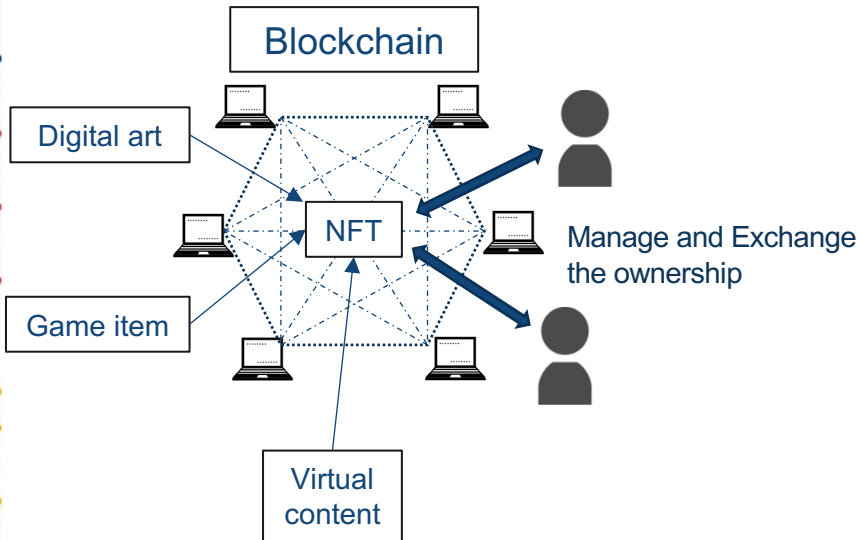 Blockchain
Digital art
NFT
Manage and Exchange
the ownership
Game item
Virtual
content